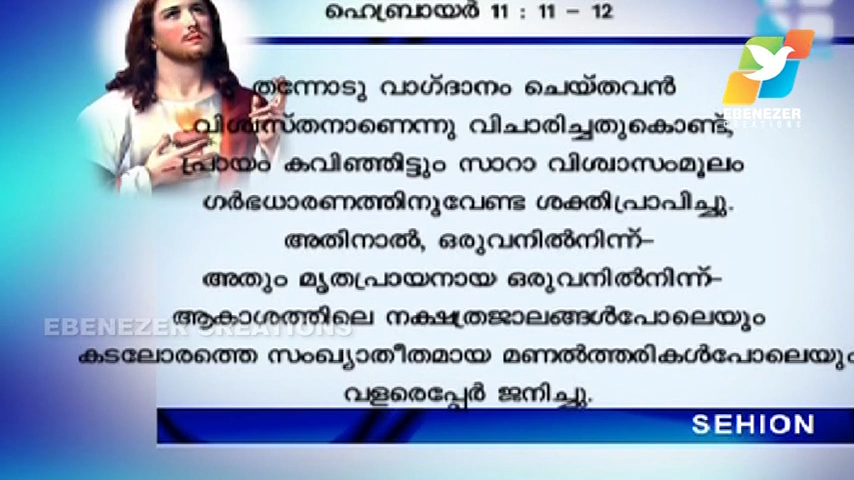 ഹെബ്രായർ 11 : 11 - 12
EBENEZER
CREATIONS
തന്നോടു വാഗ്ദാനം ചെയ്തവൻ
വിശ്വസ്തനാണെന്നു വിചാരിച്ചതുകൊണ്ട്,
പ്രായം കവിഞ്ഞിട്ടും സാറാ വിശ്വാസംമൂലം
ഗർഭധാരണത്തിനുവേണ്ട ശക്തിപ്രാപിച്ചു.
അതിനാൽ, ഒരുവനിൽനിന്ന്-
അതും മൃതപ്രായനായ ഒരുവനിൽനിന്ന്-
ആകാശത്തിലെ നക്ഷത്രജാലങ്ങൾപോലെയും
EBENEZER CREATIONS
കടലോരത്തെ സംഖ്യാതീതമായ മണൽത്തരികൾപോലെയും
വളരെപ്പേർ ജനിച്ചു.
SEHION